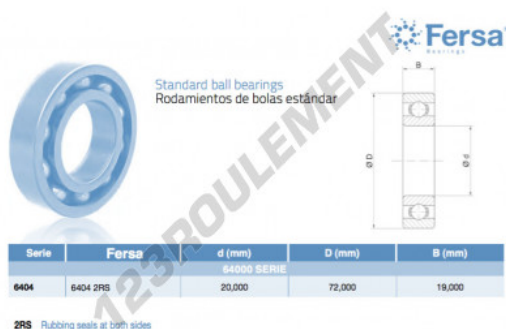 Fersa
Bearings
Standard ball bearings
Rodamientos de bolas estándar
B
Ø D
Ø d
123ROULEMENT
Serie Fersa d (mm) D (mm) B (mm)
64000 SERIE
6404 6404 2RS 20,000 72,000 19,000
2RS Rubbing seals at both sides